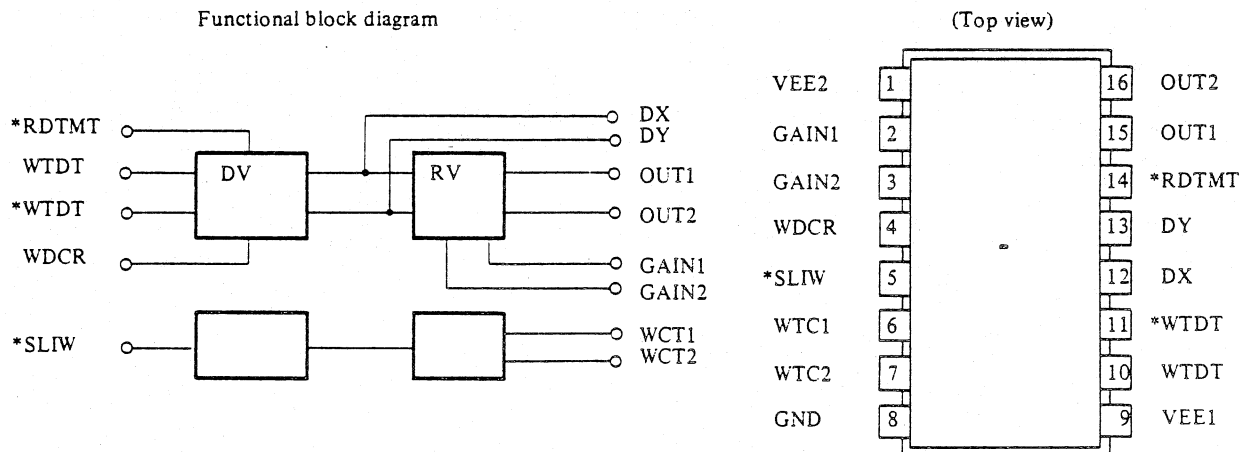 Functional block diagram
*RDTMT
WTDT
*WTDT
WDCR
*SLIW
DV
RV
DX
DY
OUT1
OUT2
GAIN1
GAIN2
WCT1
WCT2
(Top view)
VEE2 1
GAIN1 2
GAIN2 3
WDCR 4
*SLIW 5
WTC1 6
WTC2 7
GND 8
16 OUT2
15 OUT1
14 *RDTMT
13 DY
12 DX
11 *WTDT
10 WTDT
9 VEE1